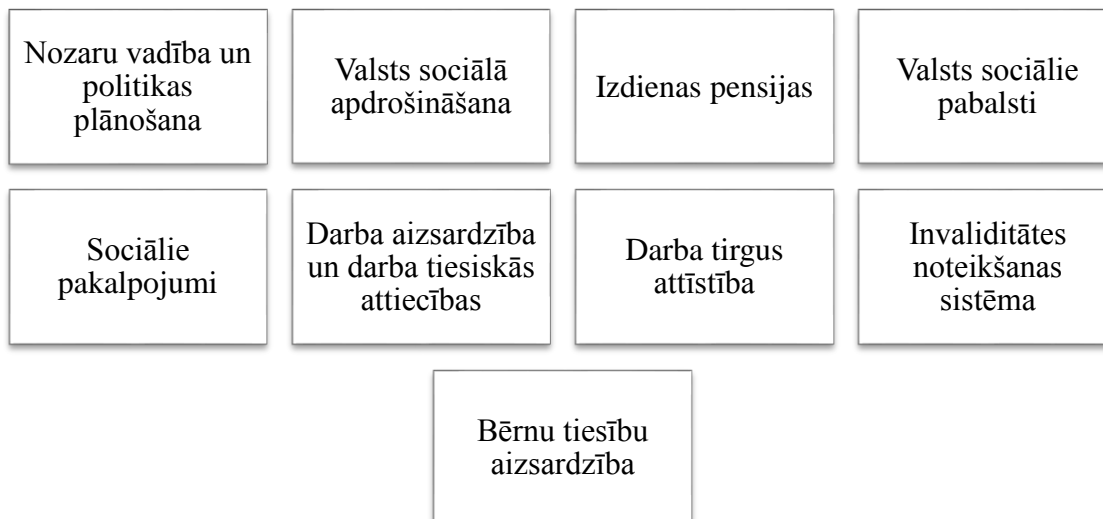 Nozaru vadība un
politikas
plānošana
Valsts sociālā
apdrošināšana
Izdienas pensijas
Valsts sociālie
pabalsti
Sociālie
pakalpojumi
Darba aizsardzība
un darba tiesiskās
attiecības
Darba tirgus
attīstība
Invaliditātes
noteikšanas
sistēma
Bērnu tiesību
aizsardzība